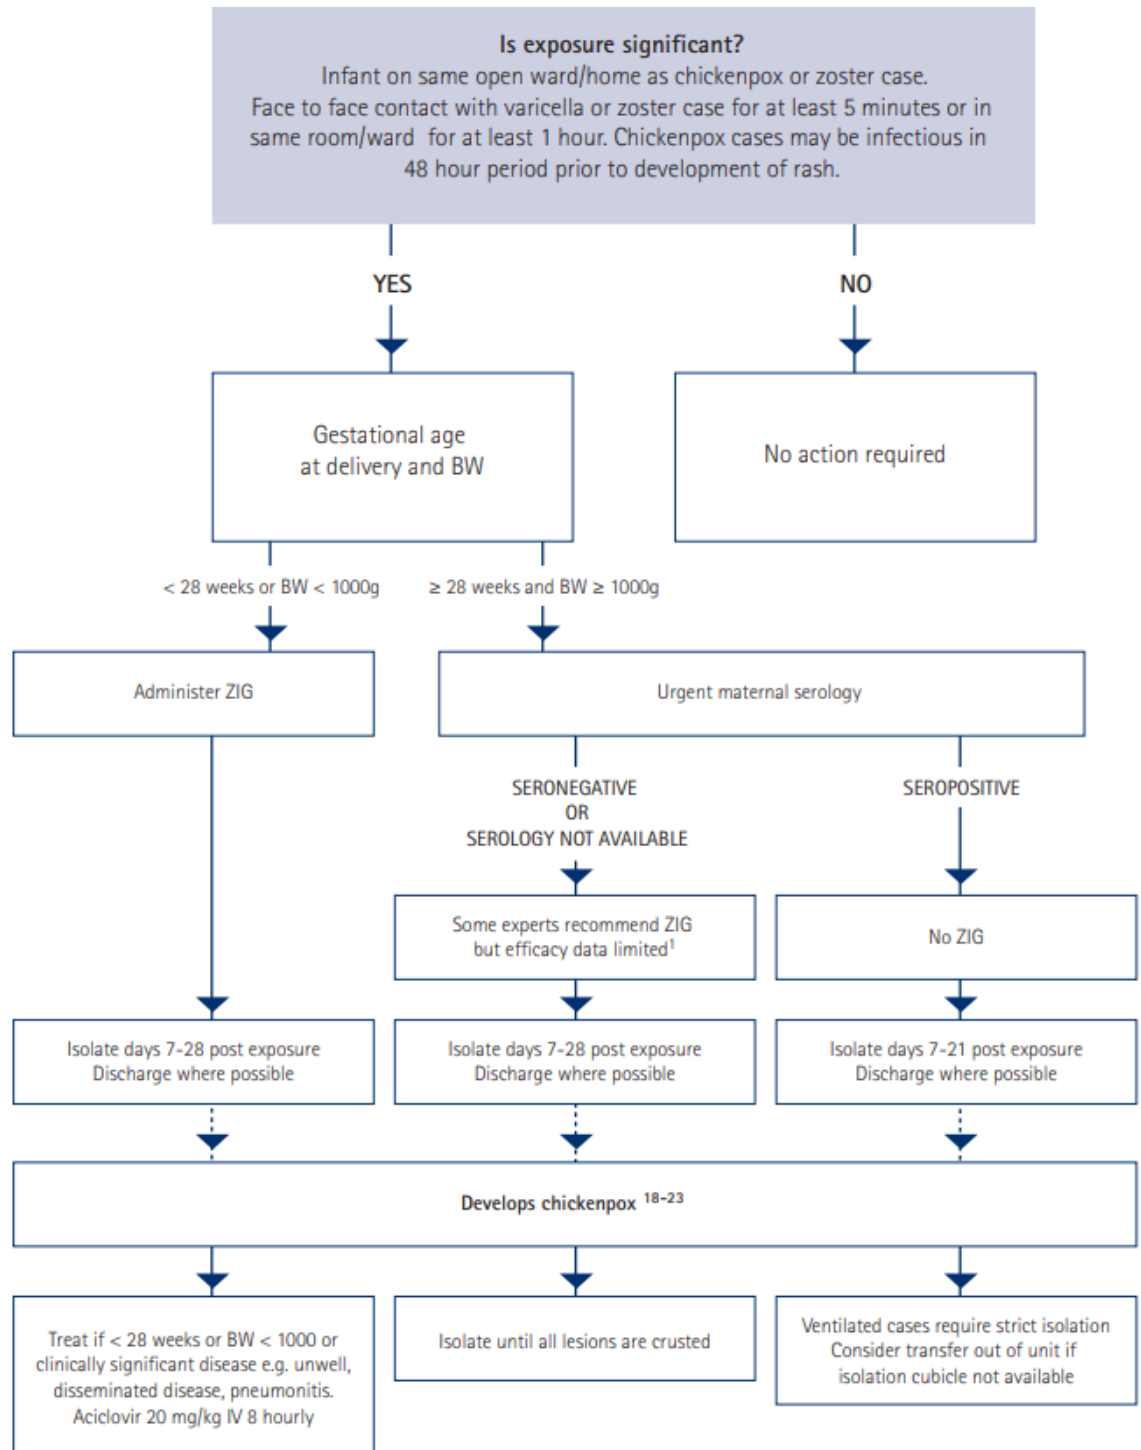 Is exposure significant?
Infant on same open ward/home as chickenpox or zoster case.
Face to face contact with varicella or zoster case for at least 5 minutes or in
same room/ward for at least 1 hour. Chickenpox cases may be infectious in
48 hour period prior to development of rash.
YES
NO
Gestational age
at delivery and BW
No action required
< 28 weeks or BW < 1000g
≥ 28 weeks and BW ≥ 1000g
Administer ZIG
Urgent maternal serology
SERONEGATIVE
OR
SEROLOGY NOT AVAILABLE
SEROPOSITIVE
Some experts recommend ZIG
but efficacy data limited¹
No ZIG
Isolate days 7-28 post exposure
Discharge where possible
Isolate days 7-28 post exposure
Discharge where possible
Isolate days 7-21 post exposure
Discharge where possible
Develops chickenpox ¹⁸⁻²³
Treat if < 28 weeks or BW < 1000 or
clinically significant disease e.g. unwell,
disseminated disease, pneumonitis.
Aciclovir 20 mg/kg IV 8 hourly
Isolate until all lesions are crusted
Ventilated cases require strict isolation
Consider transfer out of unit if
isolation cubicle not available